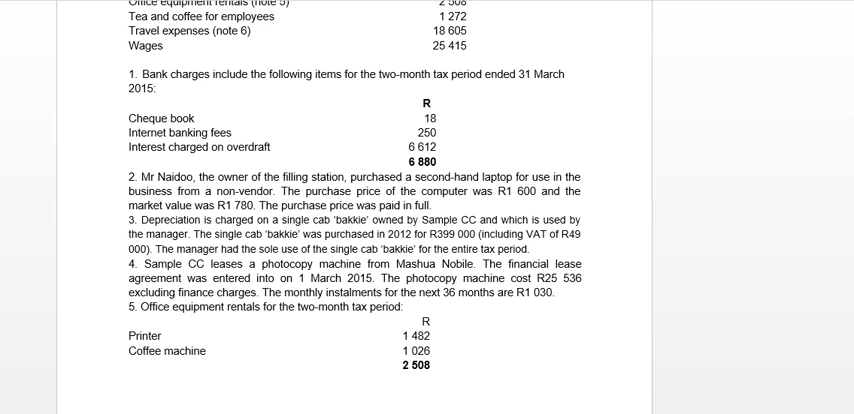 Office equipment rentals (note 5) 2 508
Tea and coffee for employees 1 272
Travel expenses (note 6) 18 605
Wages 25 415
1. Bank charges include the following items for the two-month tax period ended 31 March
2015:
R
Cheque book 18
Internet banking fees 250
Interest charged on overdraft 6 612
6 880
2. Mr Naidoo, the owner of the filling station, purchased a second-hand laptop for use in the
business from a non-vendor. The purchase price of the computer was R1 600 and the
market value was R1 780. The purchase price was paid in full.
3. Depreciation is charged on a single cab 'bakkie' owned by Sample CC and which is used by
the manager. The single cab 'bakkie' was purchased in 2012 for R399 000 (including VAT of R49
000). The manager had the sole use of the single cab 'bakkie' for the entire tax period.
4. Sample CC leases a photocopy machine from Mashua Nobile. The financial lease
agreement was entered into on 1 March 2015. The photocopy machine cost R25 536
excluding finance charges. The monthly instalments for the next 36 months are R1 030.
5. Office equipment rentals for the two-month tax period:
R
Printer 1 482
Coffee machine 1 026
2 508